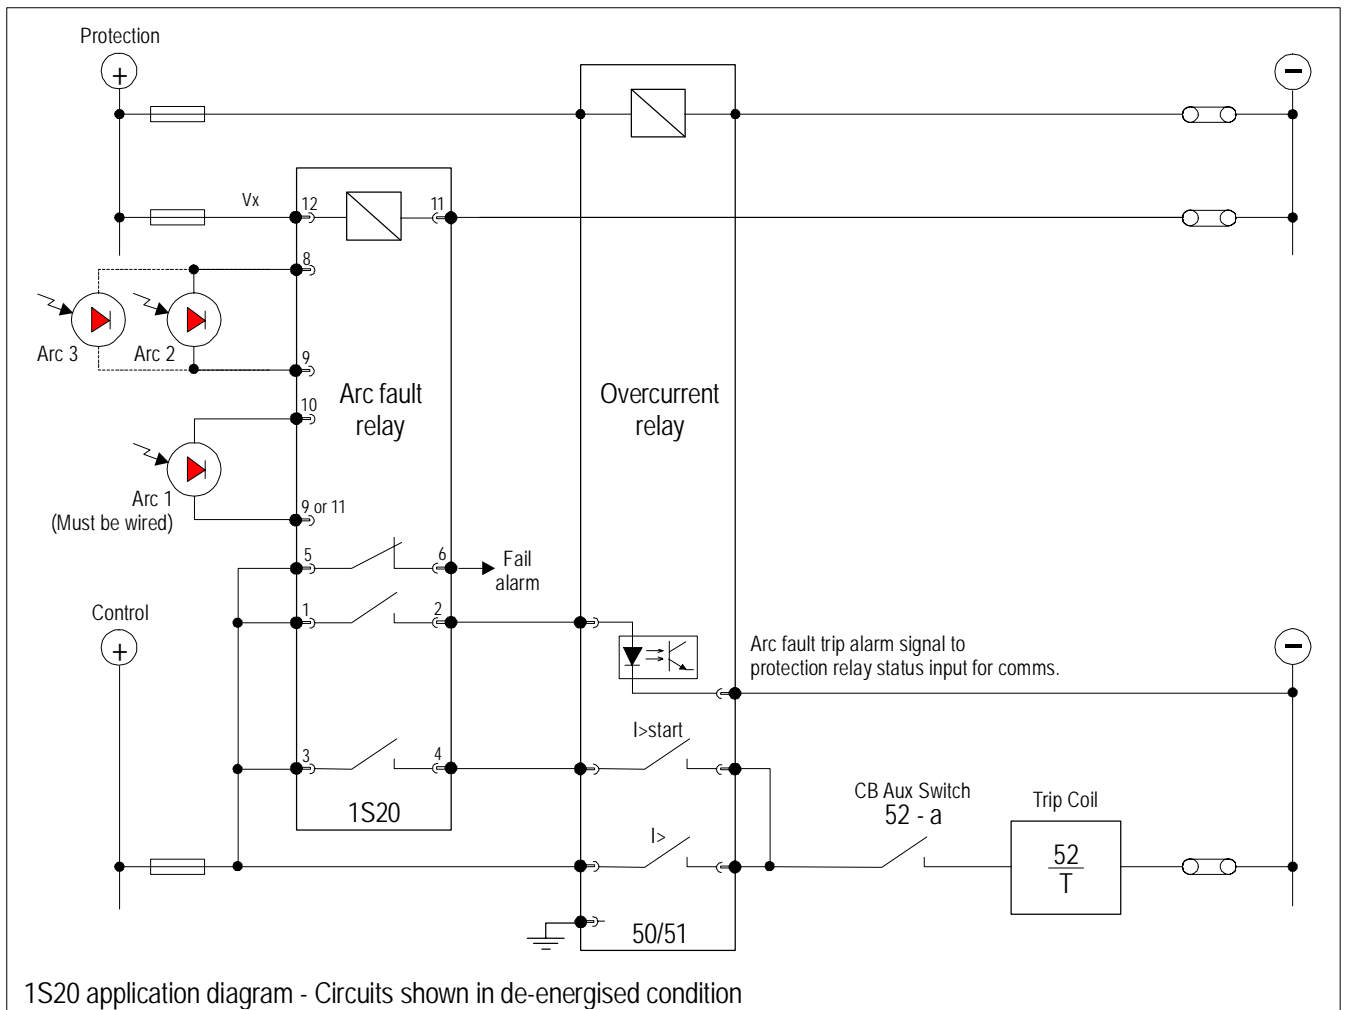 Protection
+
−
Vx
12
11
8
Arc 3
Arc 2
9
Arc fault
relay
Overcurrent
relay
10
Arc 1
(Must be wired)
9 or 11
5
6
Fail
alarm
Control
+
1
2
Arc fault trip alarm signal to
protection relay status input for comms.
−
I>start
3
4
1S20
CB Aux Switch
52 - a
Trip Coil
I>
52
T
50/51
1S20 application diagram - Circuits shown in de-energised condition